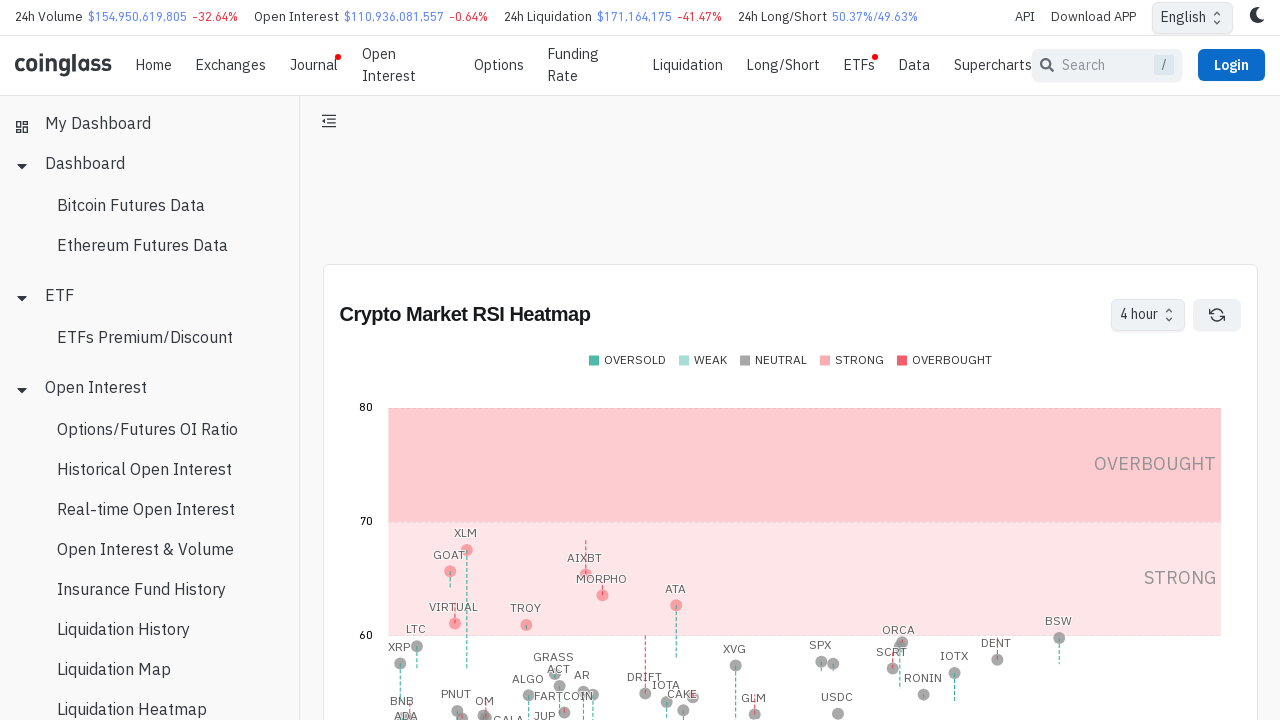 24h Volume $154,950,619,805 -32.64% Open Interest $110,936,081,557 -0.64% 24h Liquidation $171,164,175 -41.47% 24h Long/Short 50.37%/49.63% API Download APP English
coinglass Home Exchanges Journal Open Interest Options Funding Rate Liquidation Long/Short ETFs Data Supercharts Search / Login
My Dashboard
Dashboard
Bitcoin Futures Data
Ethereum Futures Data
ETF
ETFs Premium/Discount
Open Interest
Options/Futures OI Ratio
Historical Open Interest
Real-time Open Interest
Open Interest & Volume
Insurance Fund History
Liquidation History
Liquidation Map
Liquidation Heatmap
Crypto Market RSI Heatmap 4 hour
OVERSOLD WEAK NEUTRAL STRONG OVERBOUGHT
80
OVERBOUGHT
70
XLM
GOAT AIXBT
MORPHO STRONG
ATA
VIRTUAL TROY
BSW
LTC ORCA
60
XRP XVG SPX SCRT DENT
GRASS IOTX
ACT
ALGO AR DRIFT RONIN
IOTA
PNUT FARTCOIN CAKE
BNB OM GLM USDC
ADA GALA JUP